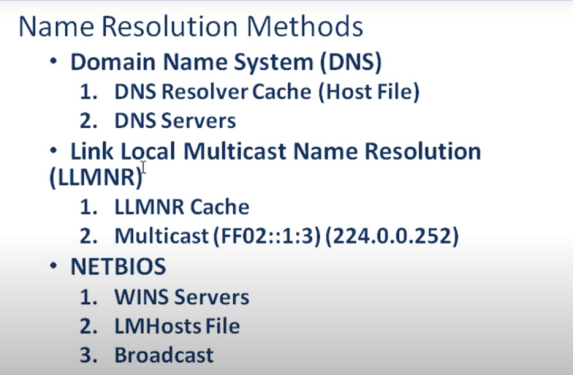 Name Resolution Methods
• Domain Name System (DNS)
1. DNS Resolver Cache (Host File)
2. DNS Servers
• Link Local Multicast Name Resolution
(LLMNR)
1. LLMNR Cache
2. Multicast (FF02::1:3) (224.0.0.252)
• NETBIOS
1. WINS Servers
2. LMHosts File
3. Broadcast